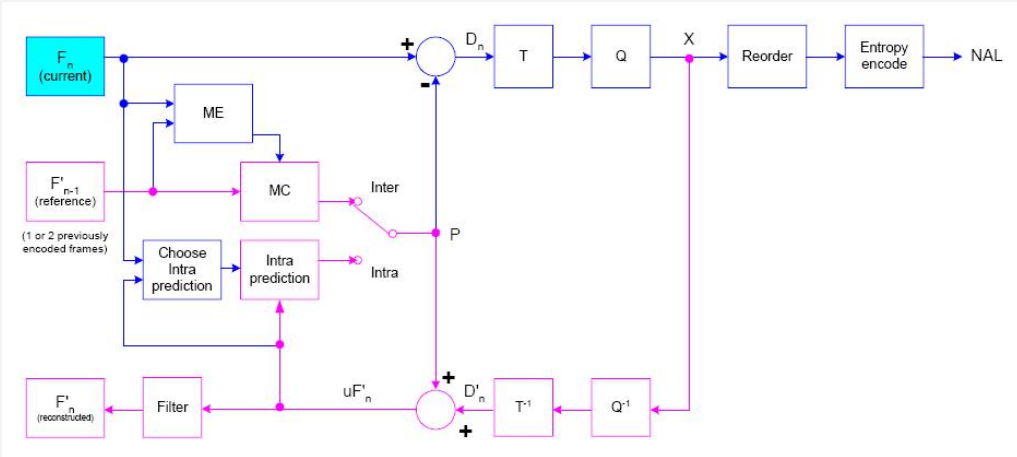 Fn
(current)
+
Dn
T
Q
X
Reorder
Entropy
encode
NAL
-
ME
F'n-1
(reference)
MC
Inter
(1 or 2 previously
encoded frames)
P
Choose
Intra
prediction
Intra
prediction
Intra
F'n
(reconstructed)
Filter
uF'n
+
+
D'n
T-1
Q-1